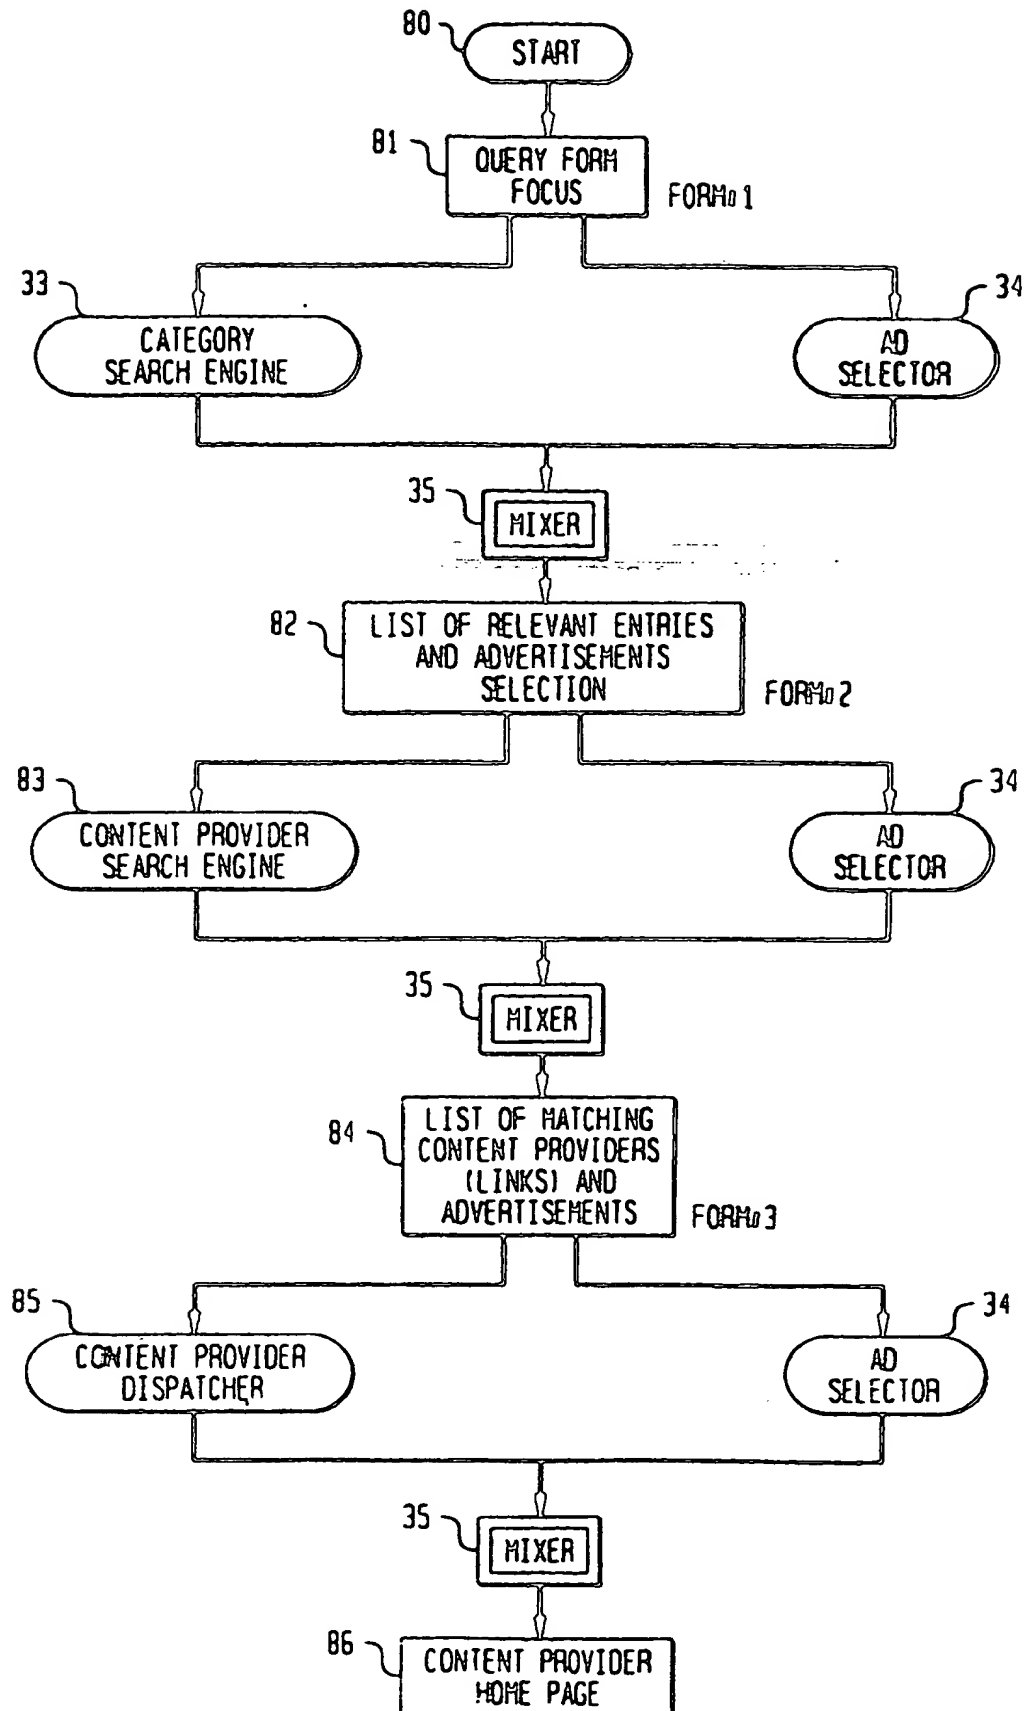 80
START
81
QUERY FORM
FOCUS
FORM 1
33
CATEGORY
SEARCH ENGINE
34
AD
SELECTOR
35
MIXER
82
LIST OF RELEVANT ENTRIES
AND ADVERTISEMENTS
SELECTION
FORM 2
83
CONTENT PROVIDER
SEARCH ENGINE
34
AD
SELECTOR
35
MIXER
84
LIST OF MATCHING
CONTENT PROVIDERS
(LINKS) AND
ADVERTISEMENTS
FORM 3
85
CONTENT PROVIDER
DISPATCHER
34
AD
SELECTOR
35
MIXER
86
CONTENT PROVIDER
HOME PAGE